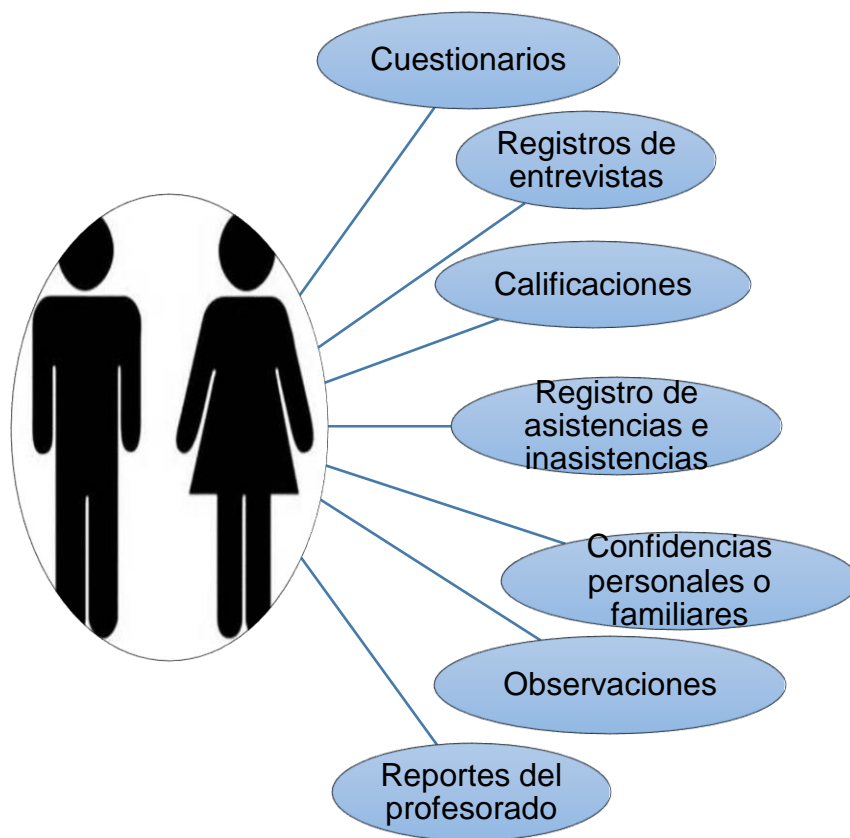 Cuestionarios
Registros de
entrevistas
Calificaciones
Registro de
asistencias e
inasistencias
Confidencias
personales o
familiares
Observaciones
Reportes del
profesorado